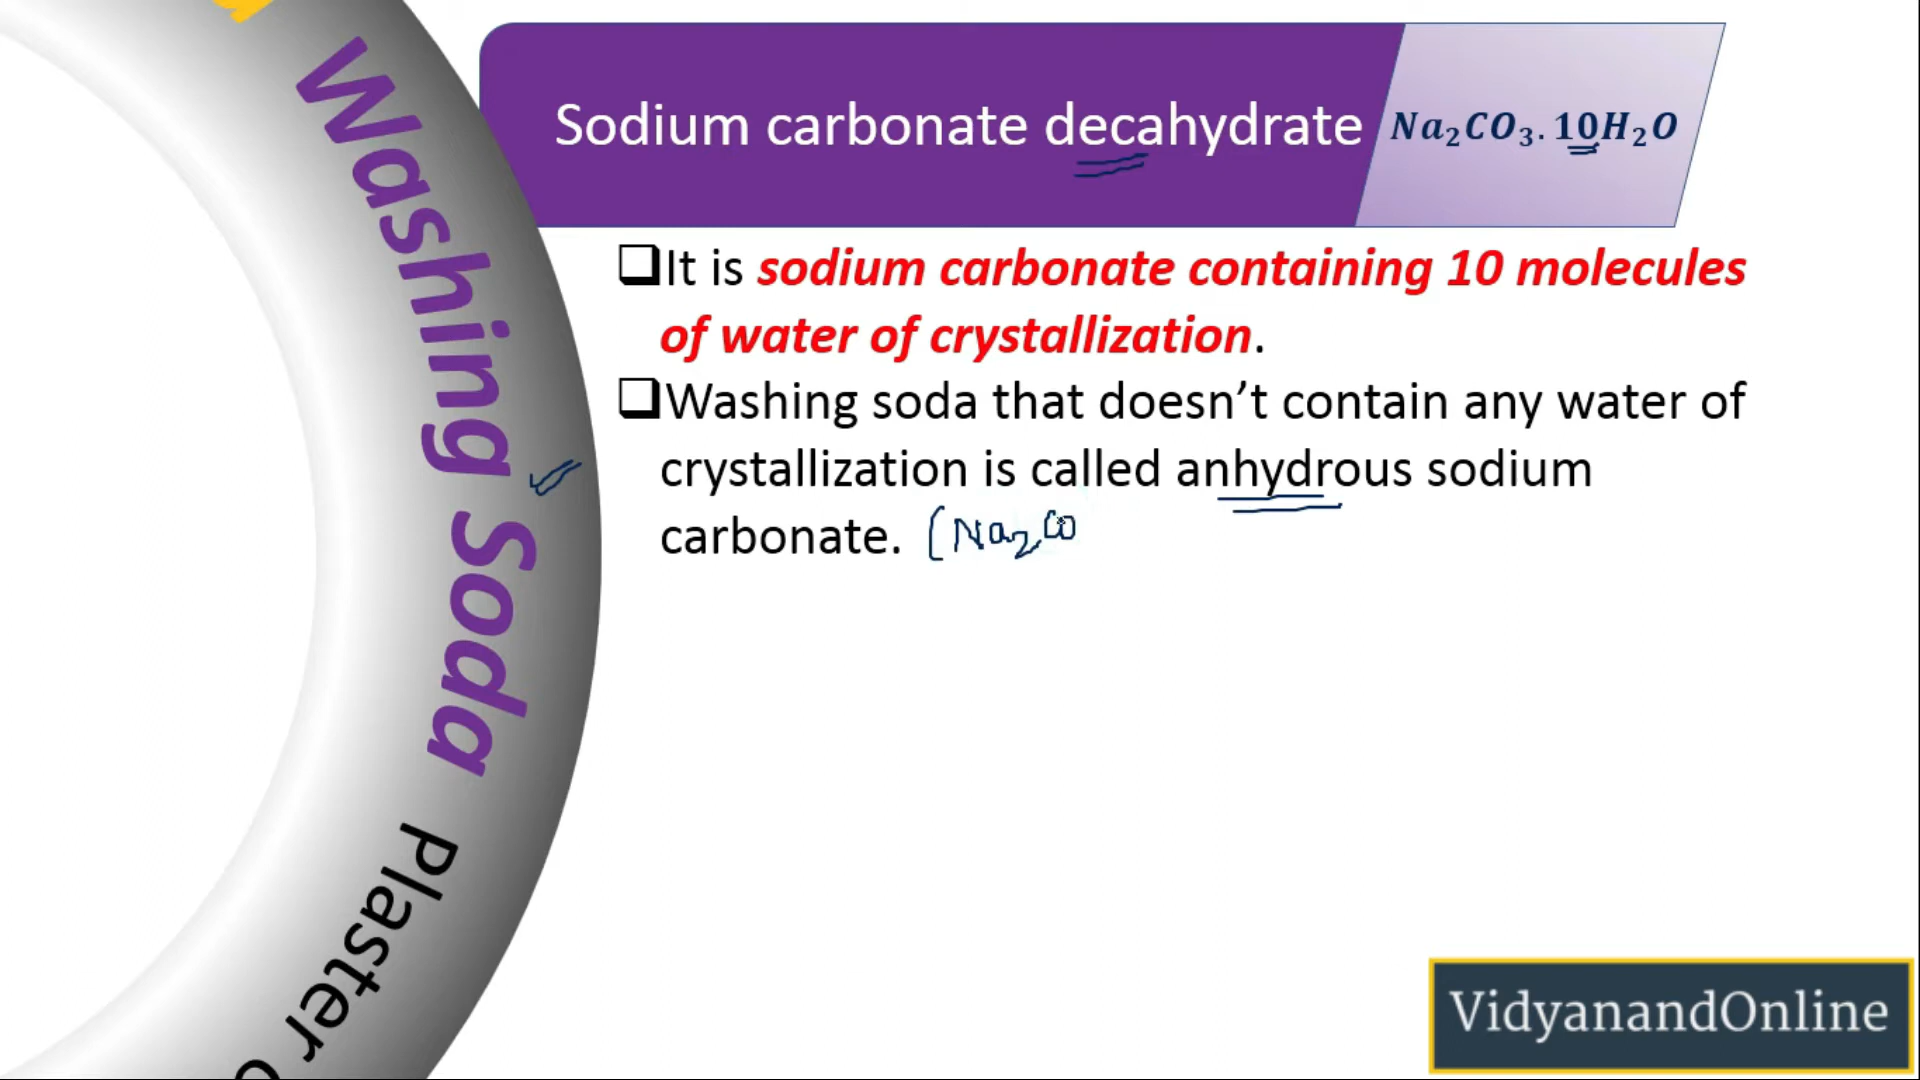 Washing Soda
Plaster
Sodium carbonate decahydrate
Na₂CO₃. 10H₂O
❑It is sodium carbonate containing 10 molecules
of water of crystallization.
❑Washing soda that doesn’t contain any water of
crystallization is called anhydrous sodium
carbonate. (Na₂CO
VidyanandOnline